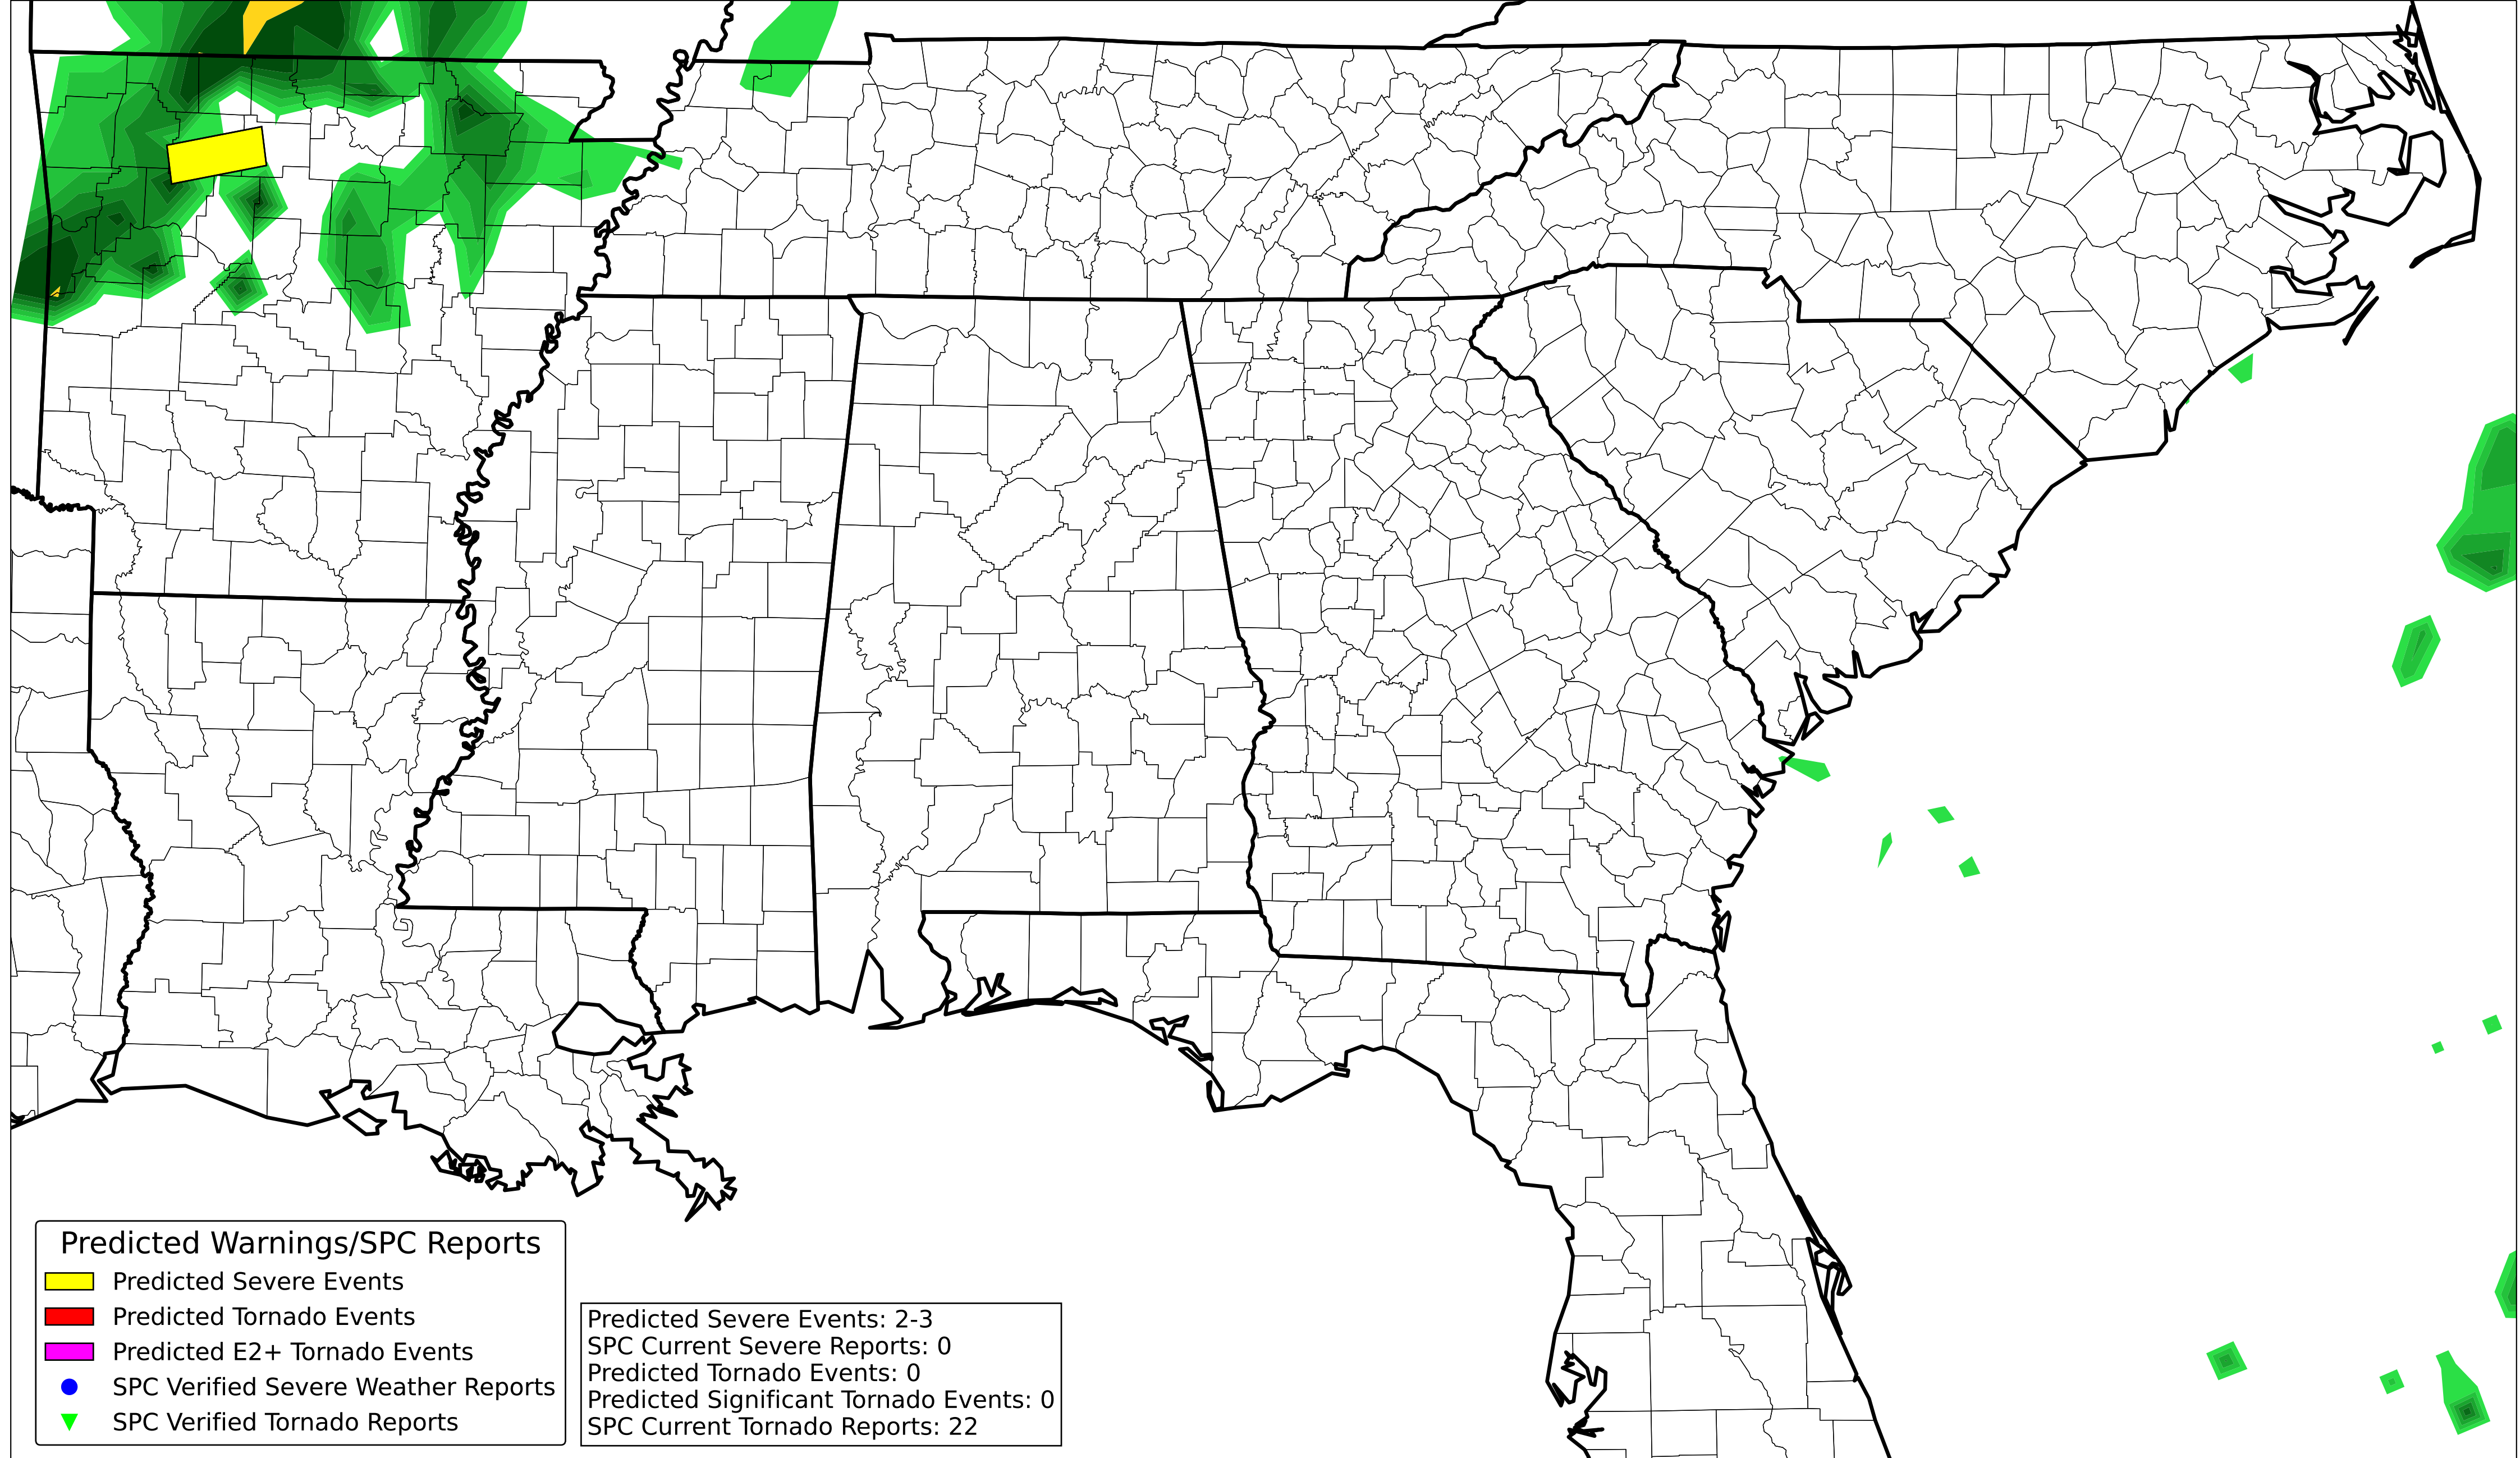 Predicted Warnings/SPC Reports
Predicted Severe Events
Predicted Tornado Events
Predicted E2+ Tornado Events
SPC Verified Severe Weather Reports
SPC Verified Tornado Reports
Predicted Severe Events: 2-3
SPC Current Severe Reports: 0
Predicted Tornado Events: 0
Predicted Significant Tornado Events: 0
SPC Current Tornado Reports: 22